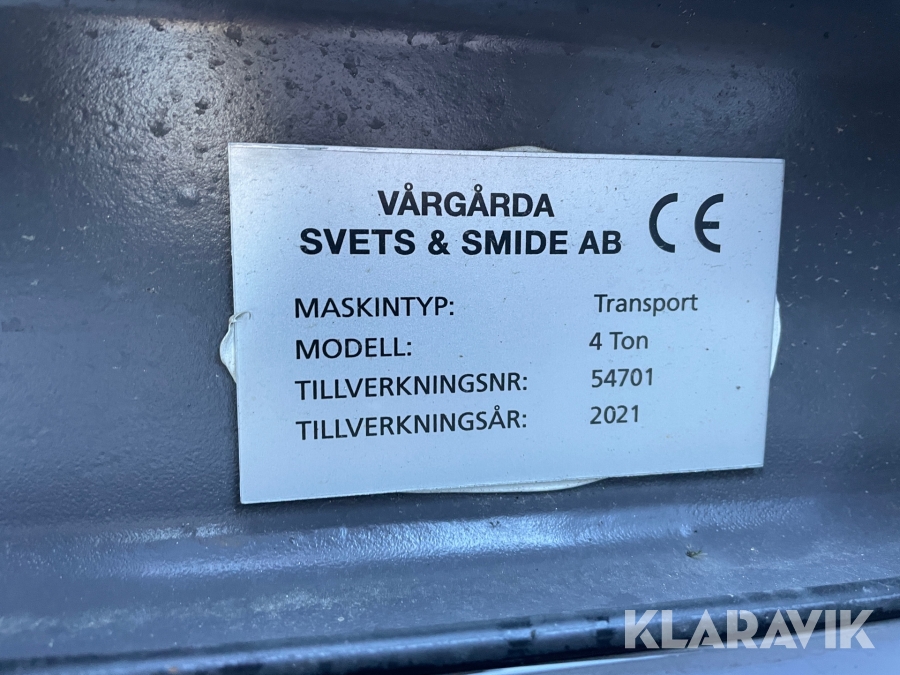 VÅRGÅRDA
SVETS & SMIDE AB CE
MASKINTYP: Transport
MODELL: 4 Ton
TILLVERKNINGSNR: 54701
TILLVERKNINGSÅR: 2021
KLARAVIK